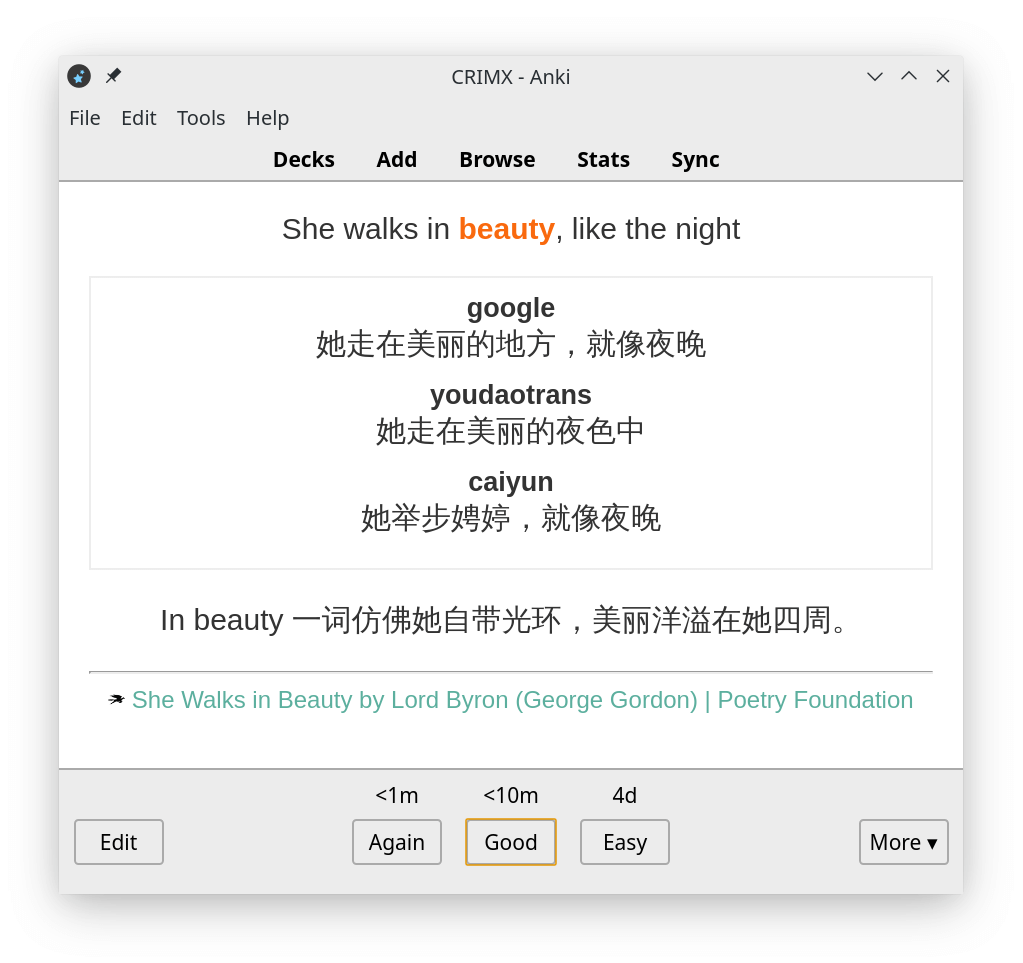 CRIMX - Anki
File Edit Tools Help
Decks Add Browse Stats Sync
She walks in beauty, like the night
google
她走在美丽的地方，就像夜晚
youdaotrans
她走在美丽的夜色中
caiyun
她举步娉婷，就像夜晚
In beauty 一词仿佛她自带光环，美丽洋溢在她四周。
She Walks in Beauty by Lord Byron (George Gordon) | Poetry Foundation
<1m <10m 4d
Edit Again Good Easy More ▾